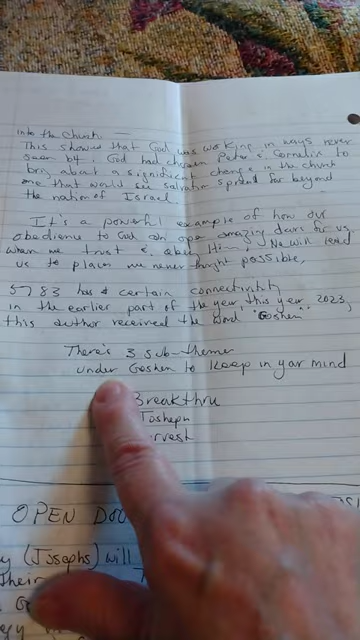 into the Church. —
This showed that God was working in ways never
seen b4. God had chosen Peter & Cornelix to
bring about a significant change in the church
one that would see salvation spread far beyond
the nation of Israel.
It's a powerful example of how our
obedience to God can open amazing doors for us
when we trust & obey Him, He will lead
us to places we never thought possible,
5783 has a certain connectivity
in the earlier part of the year, this year 2023,
this author received the word "Goshen"
There's 3 sub-themes
under Goshen to Keep in your mind
Breakthru
Joseph
rvest
OPEN DOO
y (Josephs) will
Their